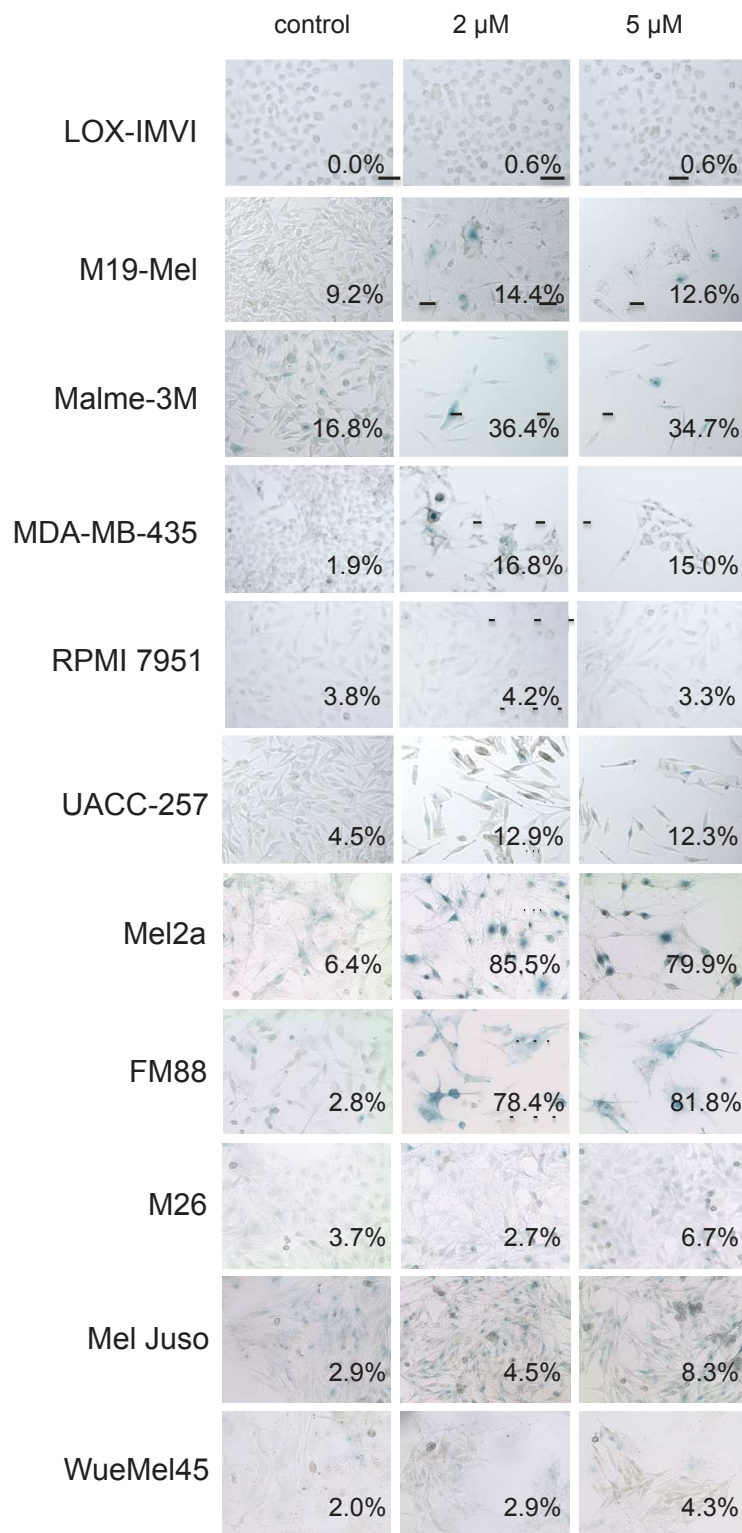 control 2 µM 5 µM
LOX-IMVI 0.0% 0.6% 0.6%
M19-Mel 9.2% 14.4% 12.6%
Malme-3M 16.8% 36.4% 34.7%
MDA-MB-435 1.9% 16.8% 15.0%
RPMI 7951 3.8% 4.2% 3.3%
UACC-257 4.5% 12.9% 12.3%
Mel2a 6.4% 85.5% 79.9%
FM88 2.8% 78.4% 81.8%
M26 3.7% 2.7% 6.7%
Mel Juso 2.9% 4.5% 8.3%
WueMel45 2.0% 2.9% 4.3%